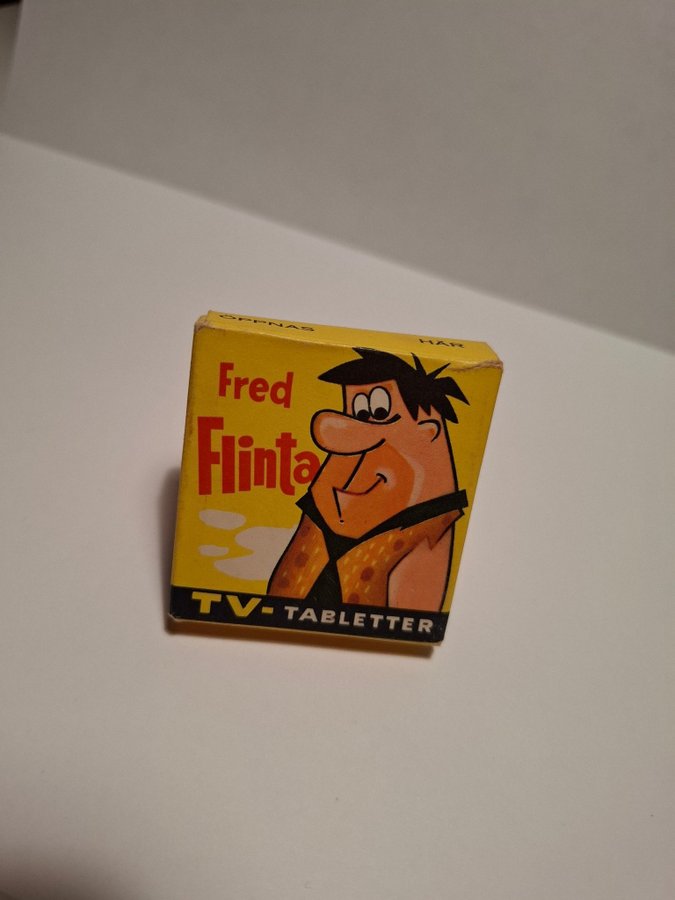 ÖPPNAS HÄR
Fred
Flinta
TV-TABLETTER